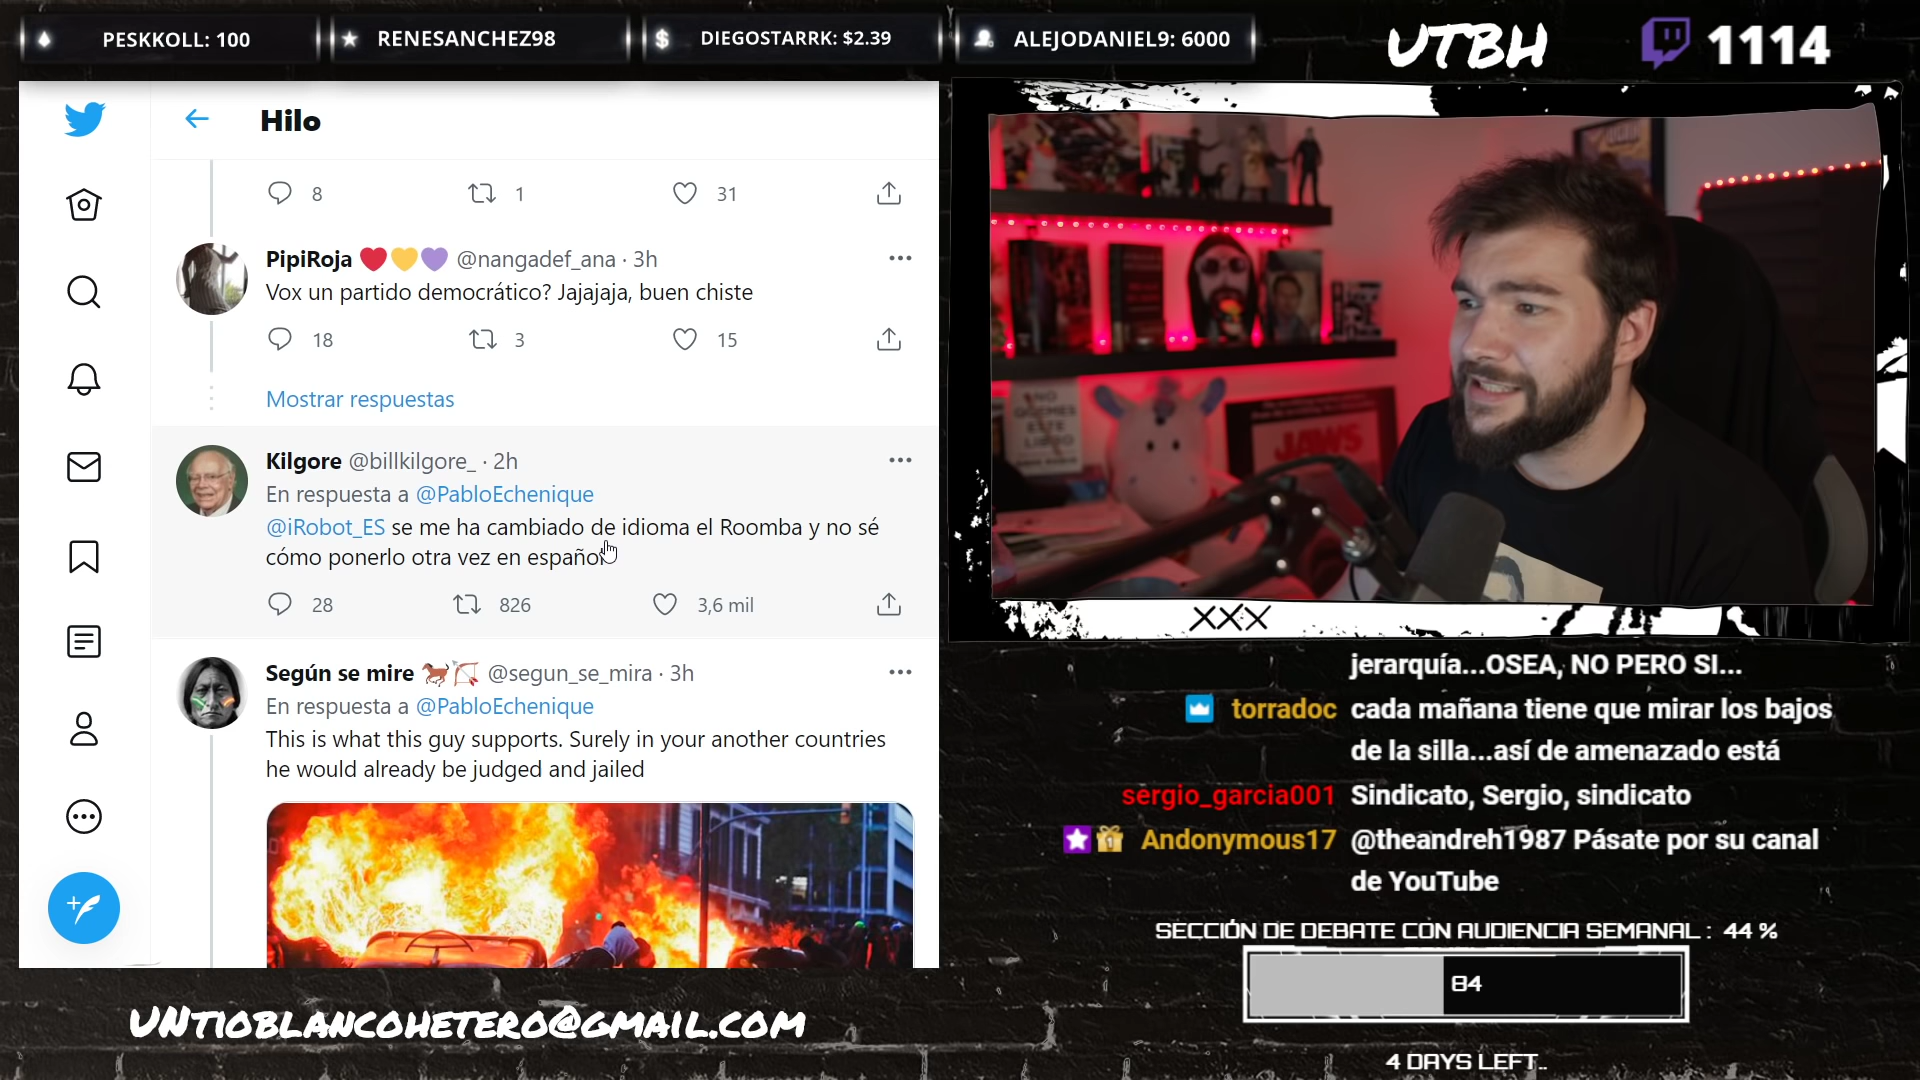 PESKKOLL: 100
RENESANCHEZ98
DIEGOSTARRK: $2.39
ALEJODANIEL9: 6000
UTBH
1114
Hilo
8
1
31
PipiRoja @nangadef_ana · 3h
Vox un partido democrático? Jajajaja, buen chiste
18
3
15
Mostrar respuestas
Kilgore @billkilgore_ · 2h
En respuesta a @PabloEchenique
@iRobot_ES se me ha cambiado de idioma el Roomba y no sé
cómo ponerlo otra vez en español
28
826
3,6 mil
Según se mire @segun_se_mira · 3h
En respuesta a @PabloEchenique
This is what this guy supports. Surely in your another countries
he would already be judged and jailed
UNTIOBLANCOHETERO@GMAIL.COM
NO
QUEMES
ESTE
LIBRO
JAWS
XXX
jerarquía...OSEA, NO PERO SI...
torradoc cada mañana tiene que mirar los bajos
de la silla...así de amenazado está
sergio_garcia001 Sindicato, Sergio, sindicato
Andonymous17 @theandreh1987 Pásate por su canal
de YouTube
SECCIÓN DE DEBATE CON AUDIENCIA SEMANAL : 44 %
84
4 DAYS LEFT..